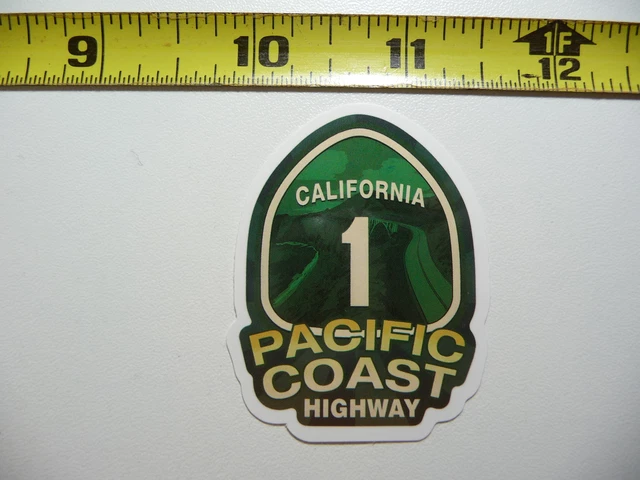 9 10 11 1F 12
CALIFORNIA
1
PACIFIC
COAST
HIGHWAY